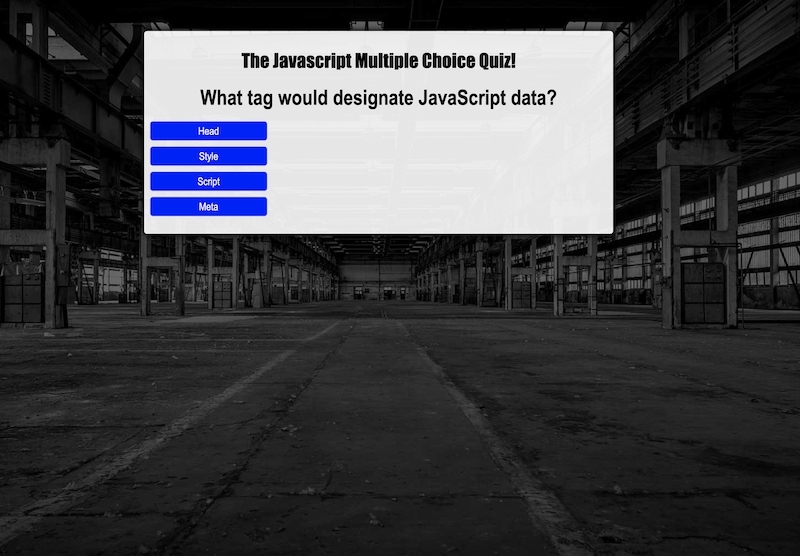 The Javascript Multiple Choice Quiz!
What tag would designate JavaScript data?
Head
Style
Script
Meta